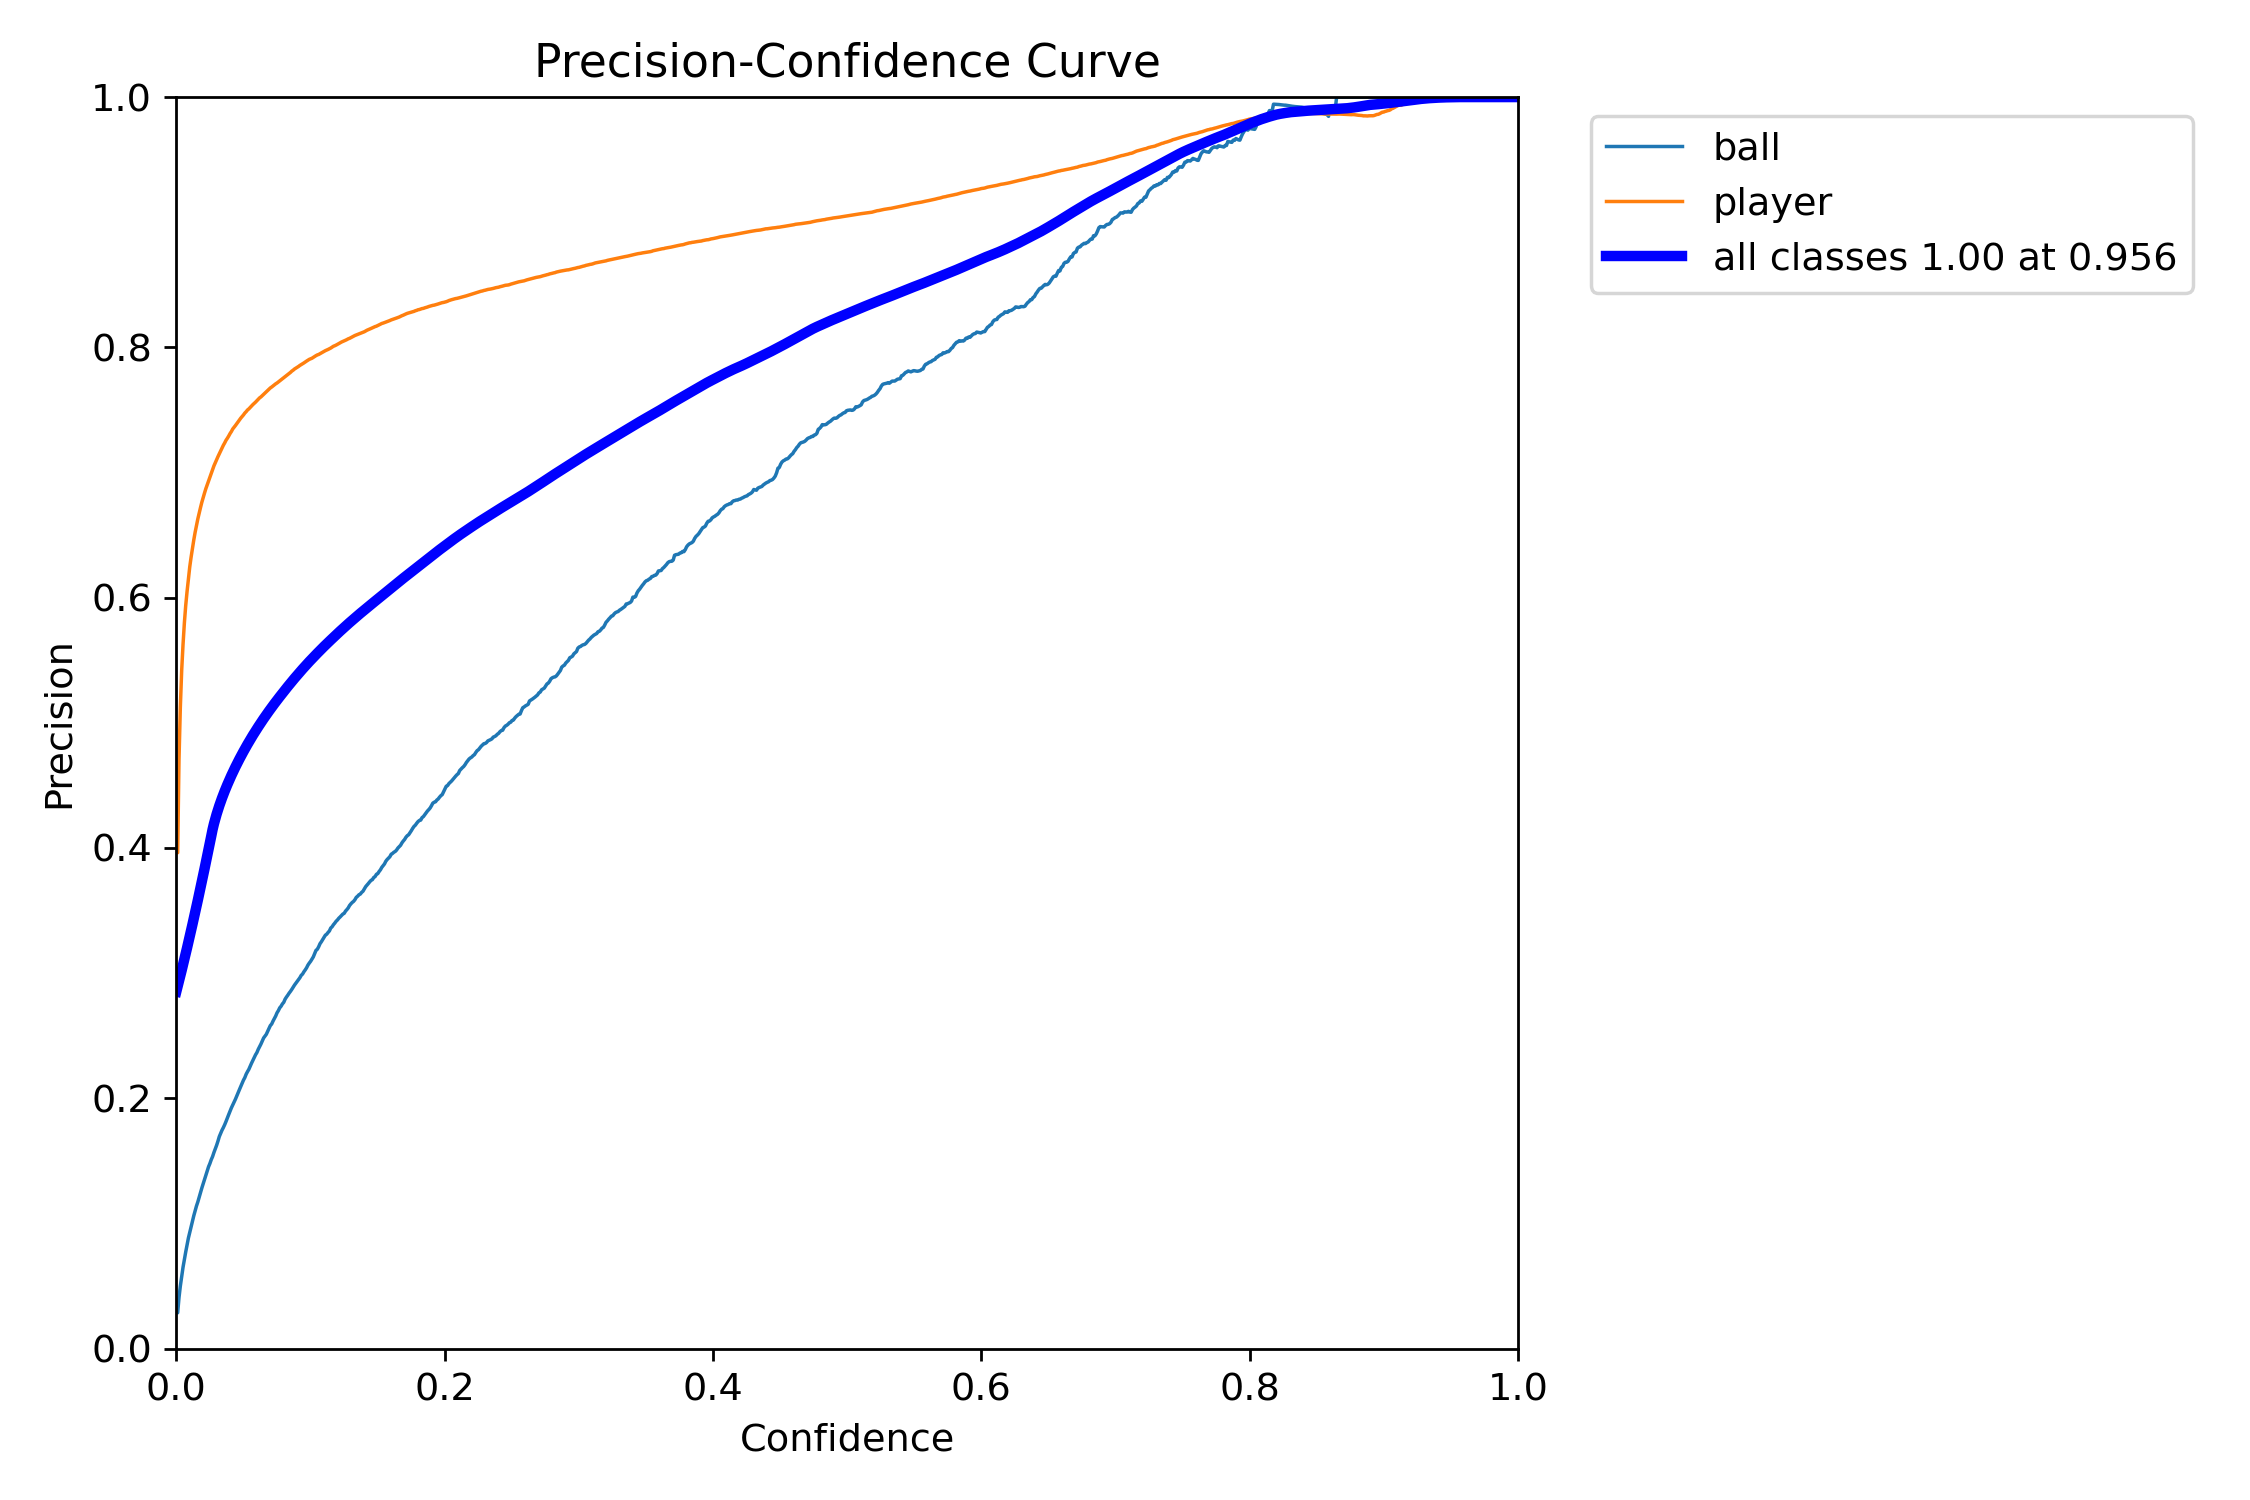 Precision-Confidence Curve
1.0
0.8
0.6
0.4
0.2
0.0
Precision
0.0 0.2 0.4 0.6 0.8 1.0
Confidence
ball
player
all classes 1.00 at 0.956